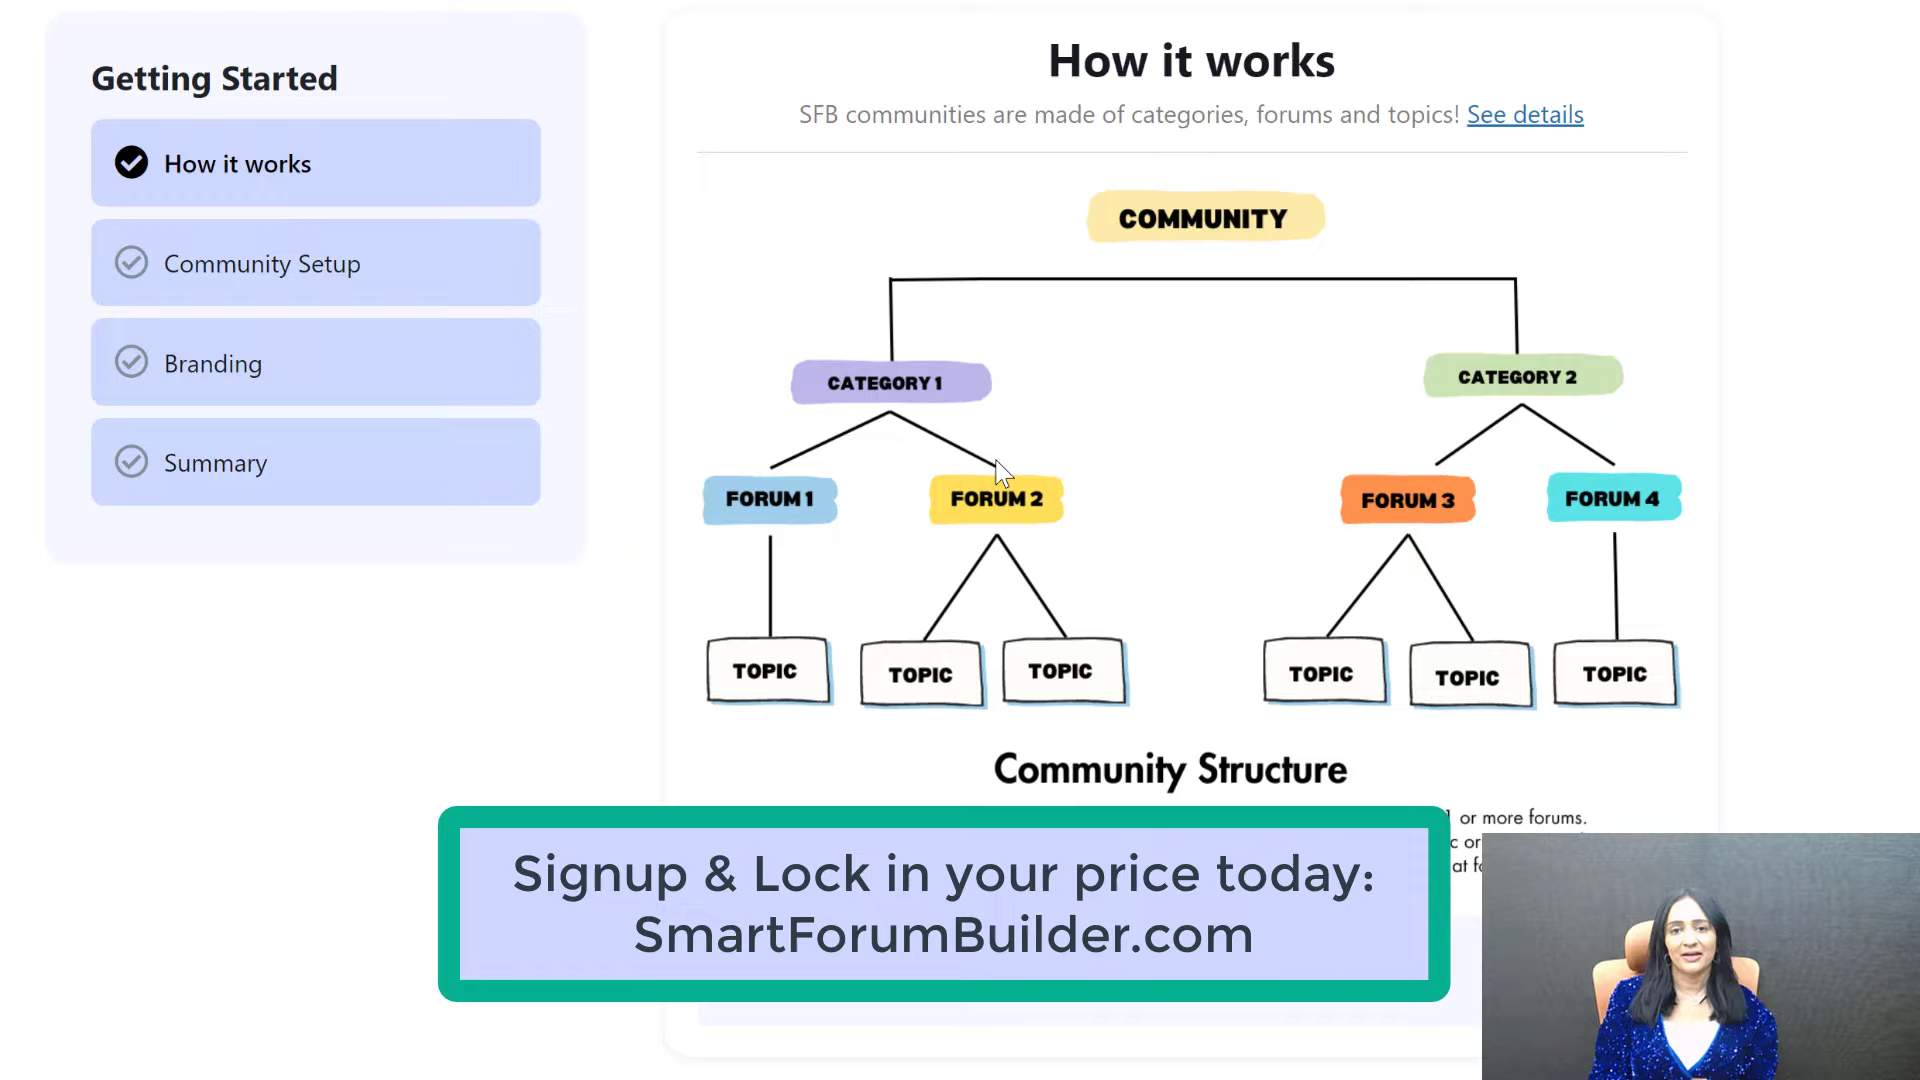 Getting Started
How it works
Community Setup
Branding
Summary
How it works
SFB communities are made of categories, forums and topics! See details
COMMUNITY
CATEGORY 1
CATEGORY 2
FORUM 1
FORUM 2
FORUM 3
FORUM 4
TOPIC
TOPIC
TOPIC
TOPIC
TOPIC
TOPIC
Community Structure
or more forums.
Signup & Lock in your price today:
SmartForumBuilder.com